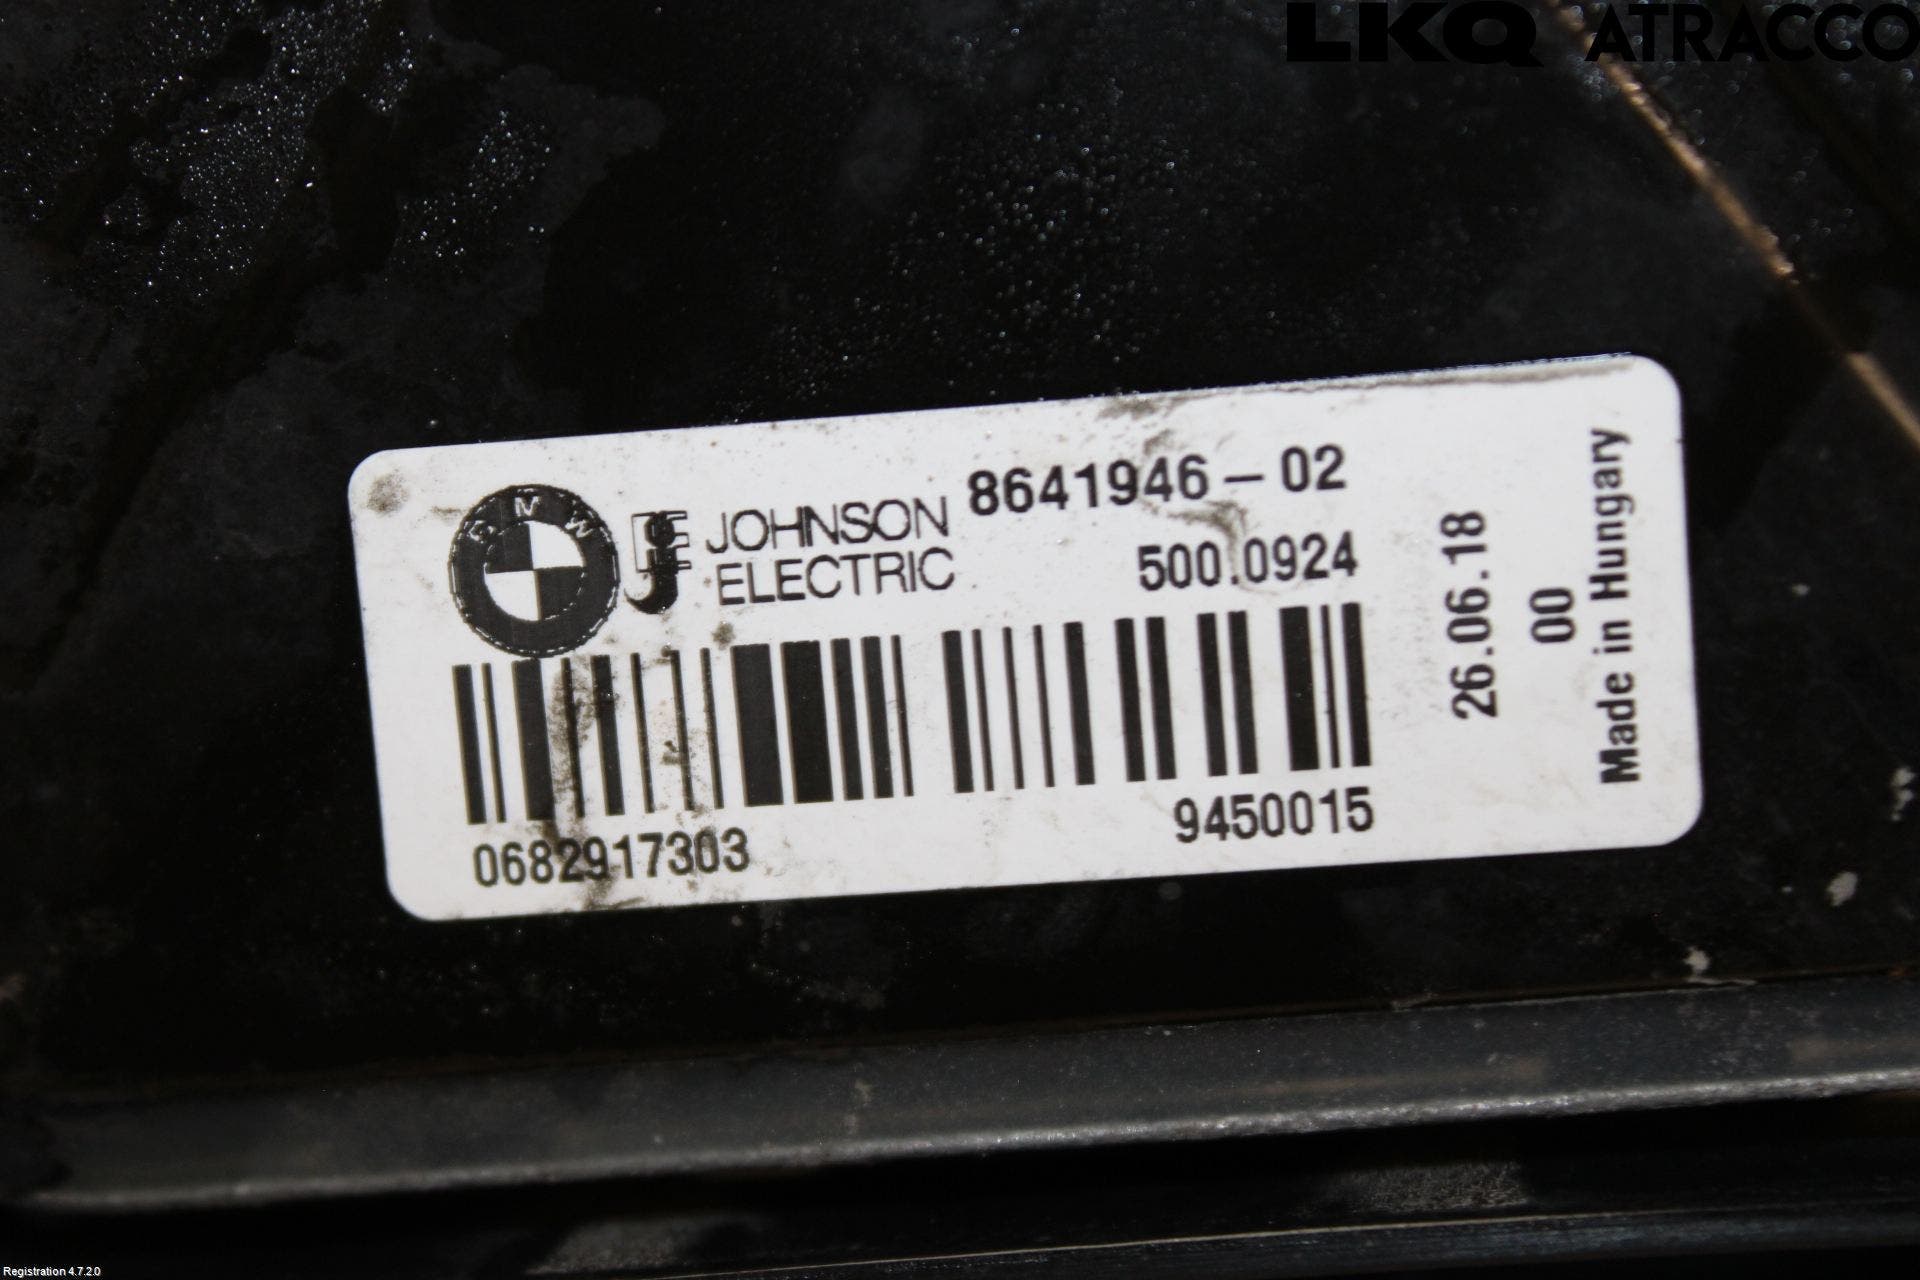 LKQ ATRACCO
BMW
JOHNSON
ELECTRIC
8641946-02
500.0924
0682917303
9450015
26.06.18
00
Made in Hungary
Registration 4.7.2.0